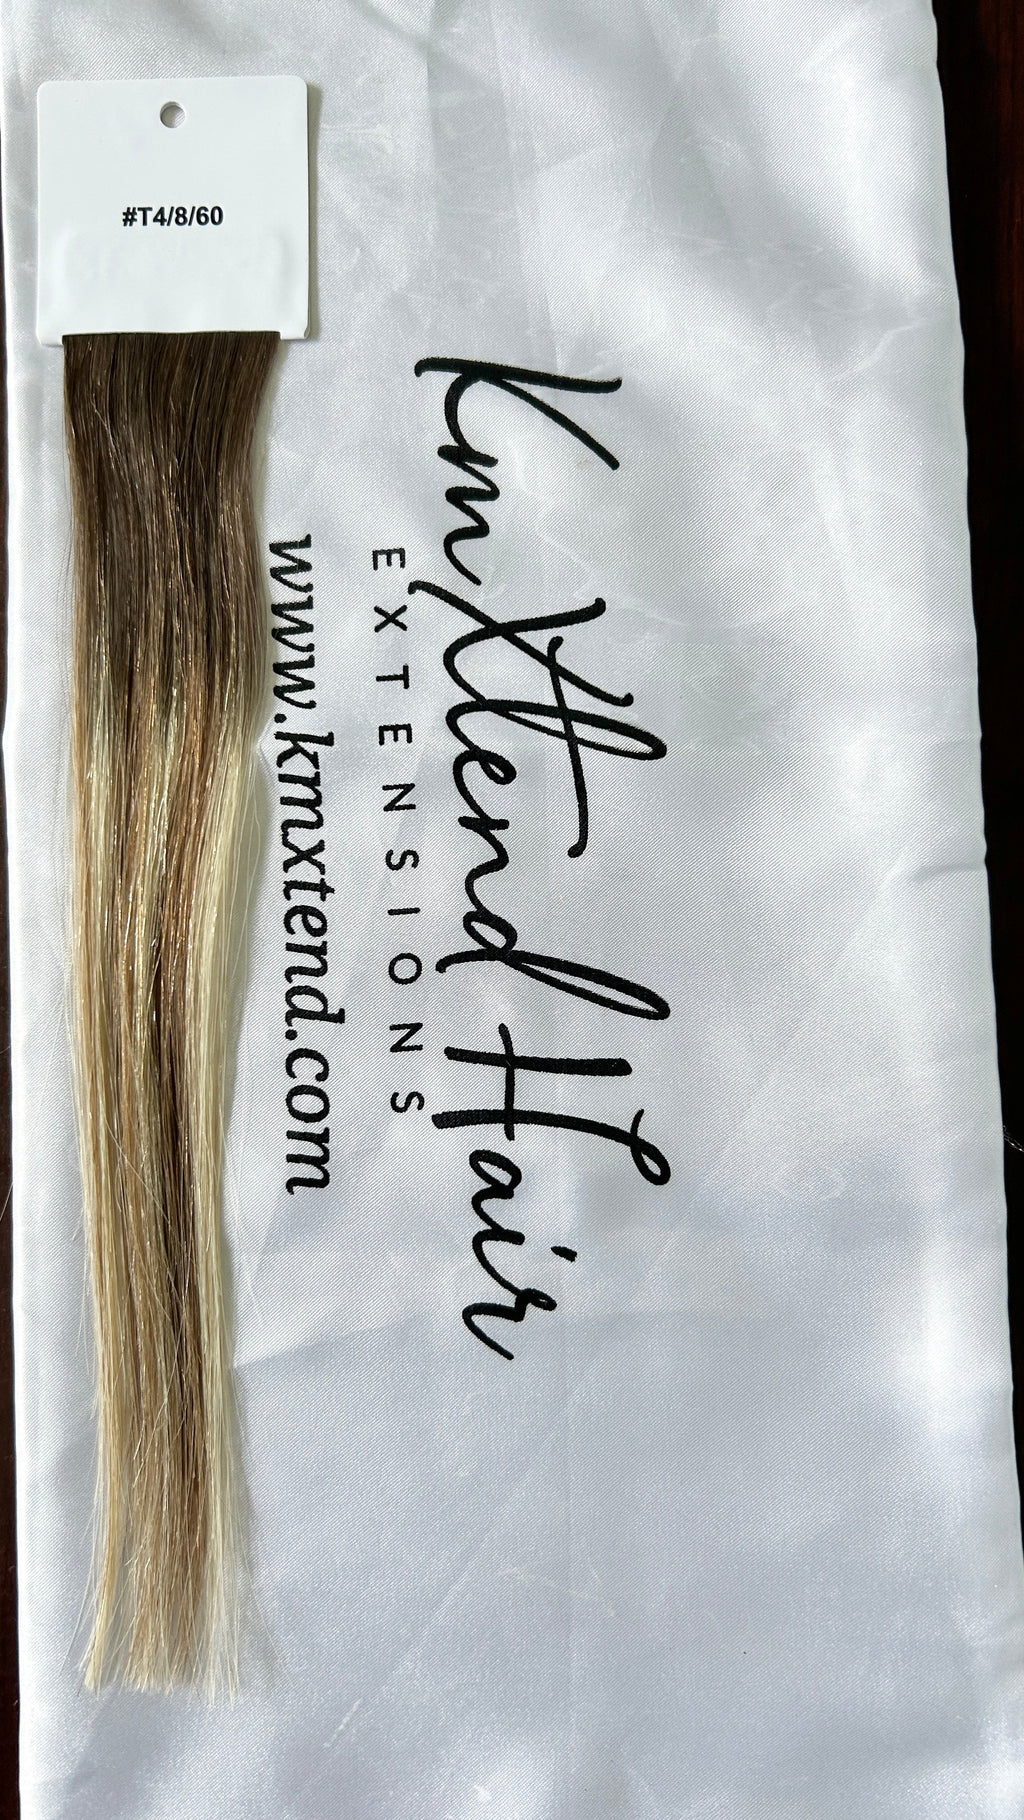 #T4/8/60
KmXtend Hair
EXTENSIONS
www.kmxtend.com